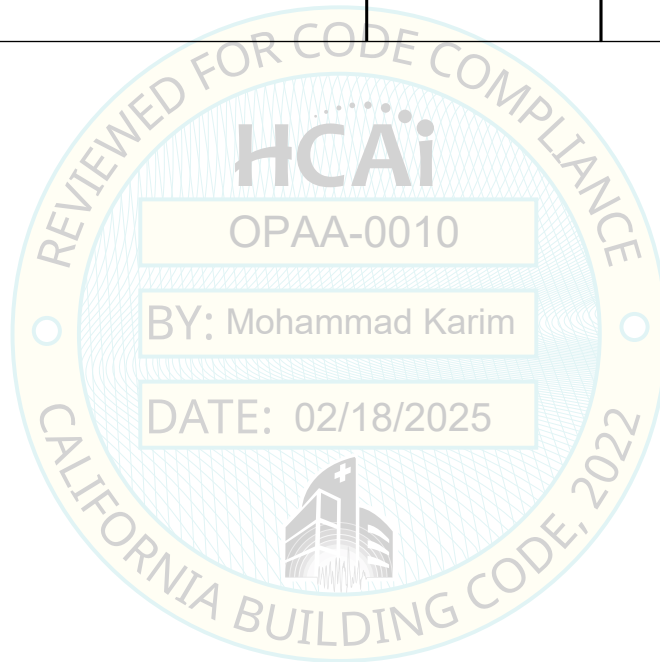 REVIEWED FOR CODE COMPLIANCE
HCAi
OPAA-0010
BY: Mohammad Karim
DATE: 02/18/2025
CALIFORNIA BUILDING CODE, 2022